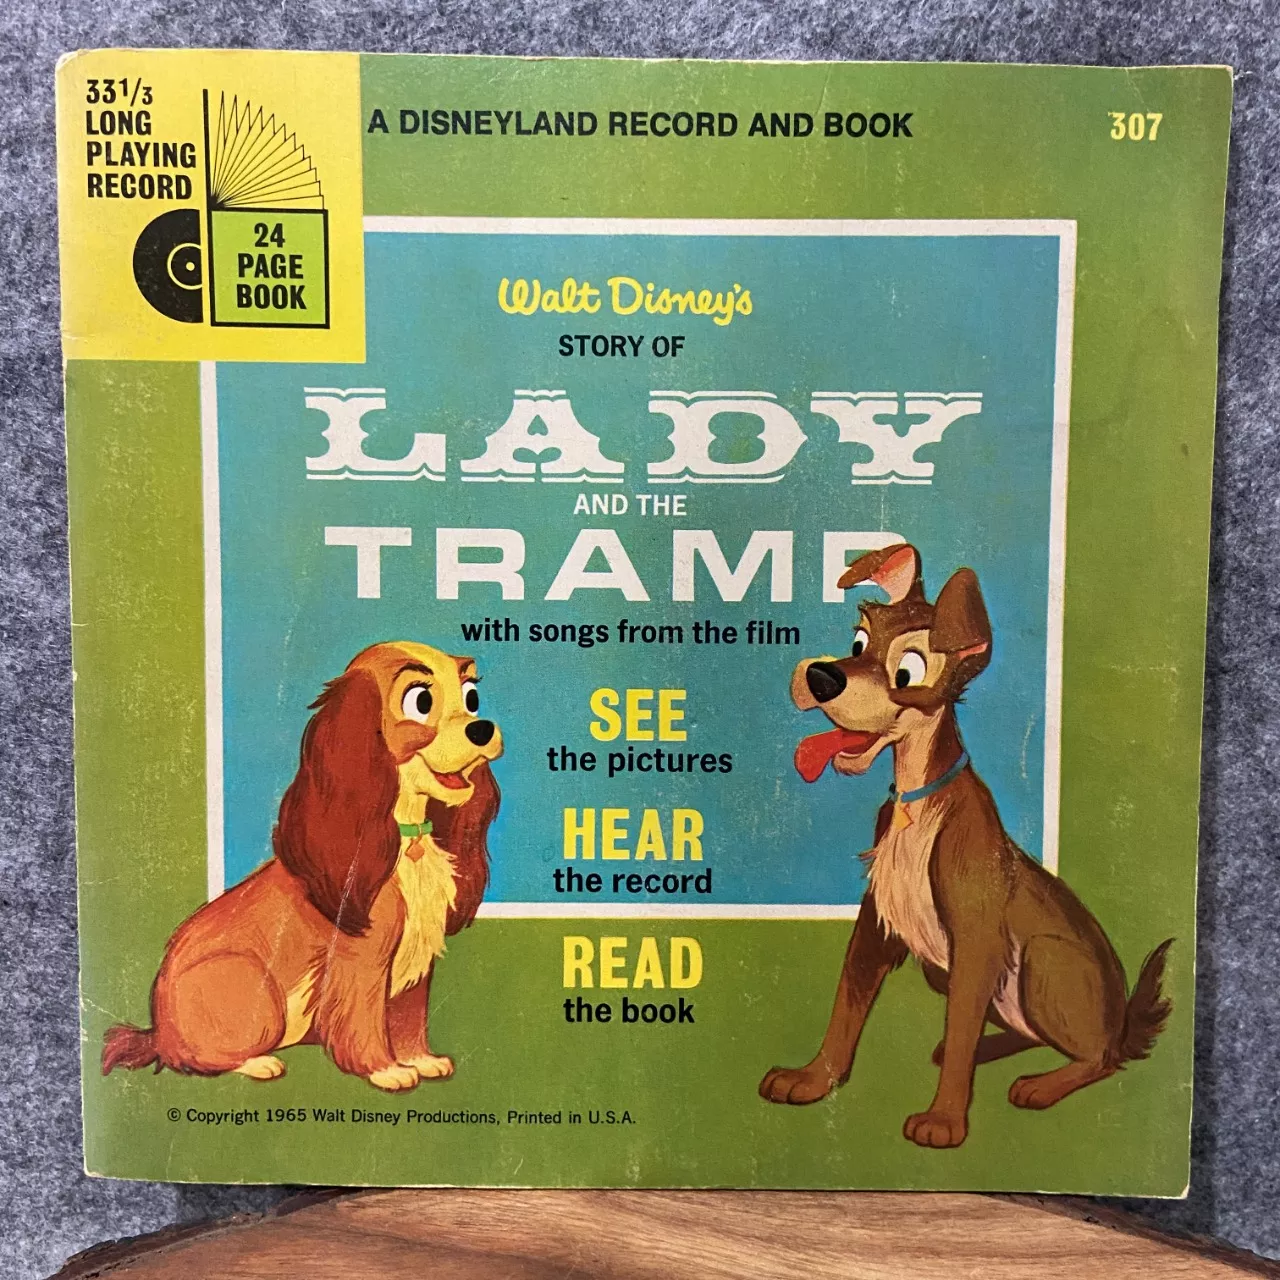 33 1/3
LONG
PLAYING
RECORD
24
PAGE
BOOK
A DISNEYLAND RECORD AND BOOK
307
Walt Disney's
STORY OF
LADY
AND THE
TRAMP
with songs from the film
SEE
the pictures
HEAR
the record
READ
the book
© Copyright 1965 Walt Disney Productions, Printed in U.S.A.